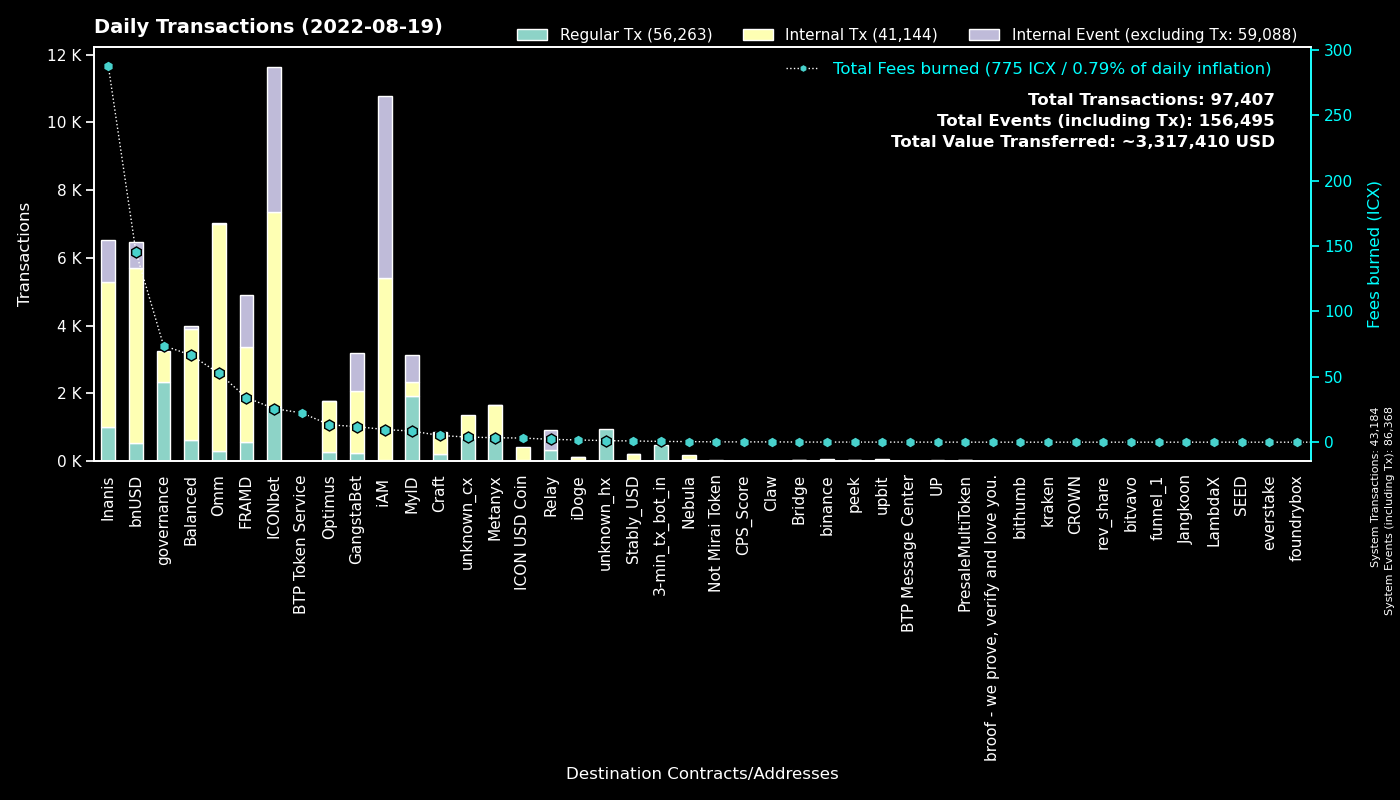 Daily Transactions (2022-08-19)
Regular Tx (56,263)
Internal Tx (41,144)
Internal Event (excluding Tx: 59,088)
Total Fees burned (775 ICX / 0.79% of daily inflation)
Total Transactions: 97,407
Total Events (including Tx): 156,495
Total Value Transferred: ~3,317,410 USD
Transactions
12 K
10 K
8 K
6 K
4 K
2 K
0 K
300
250
200
150
100
50
0
Fees burned (ICX)
Inanis
bnUSD
governance
Balanced
Omm
FRAMD
ICONbet
BTP Token Service
Optimus
GangstaBet
iAM
MyID
Craft
unknown_cx
Metanyx
ICON USD Coin
Relay
iDoge
unknown_hx
Stably_USD
3-min_tx_bot_in
Nebula
Not Mirai Token
CPS_Score
Claw
Bridge
binance
peek
upbit
BTP Message Center
UP
PresaleMultiToken
broof - we prove, verify and love you.
bithumb
kraken
CROWN
rev_share
bitvavo
funnel_1
Jangkoon
LambdaX
SEED
everstake
foundrybox
Destination Contracts/Addresses
System Transactions: 43,184
System Events (including Tx): 86,368